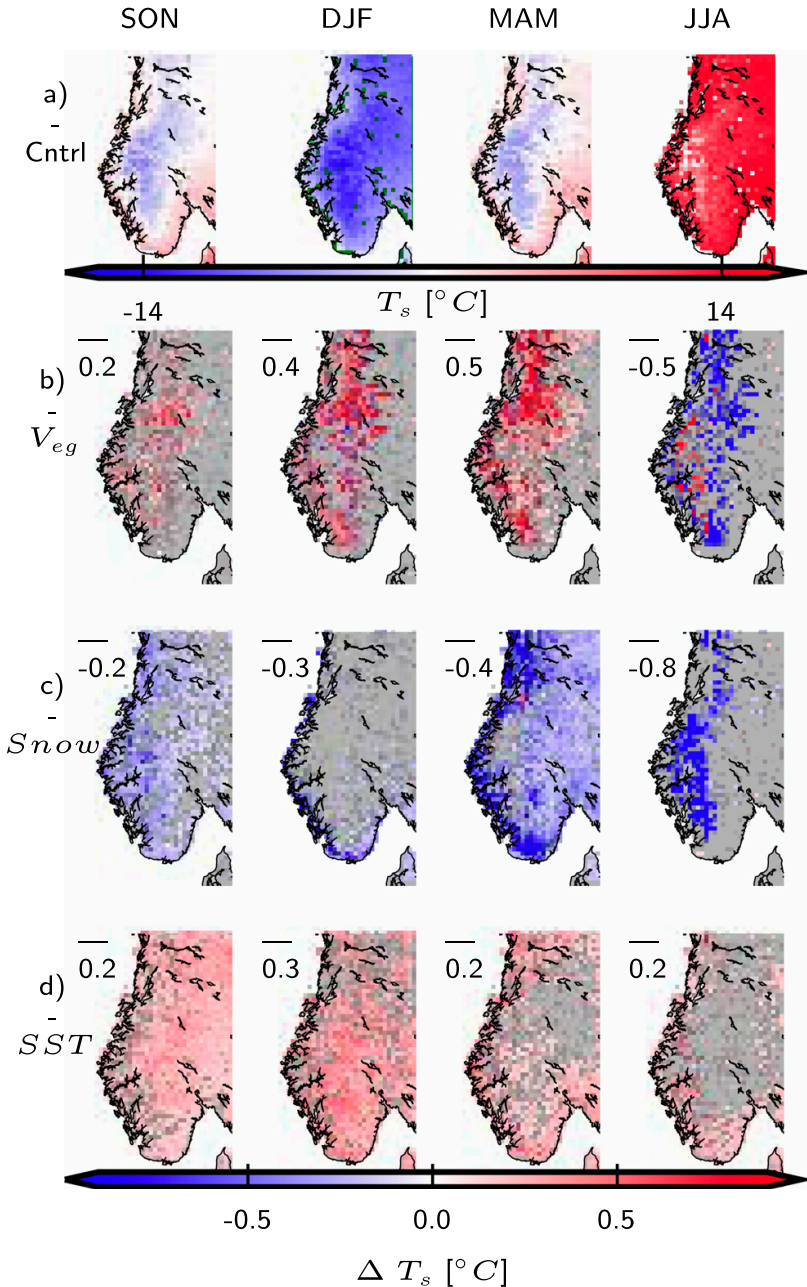 SON DJF MAM JJA
a)
-
Cntrl
T_s [°C]
-14 14
0.2 0.4 0.5 -0.5
b)
-
V_eg
-0.2 -0.3 -0.4 -0.8
c)
-
Snow
0.2 0.3 0.2 0.2
d)
-
SST
-0.5 0.0 0.5
Δ T_s [°C]